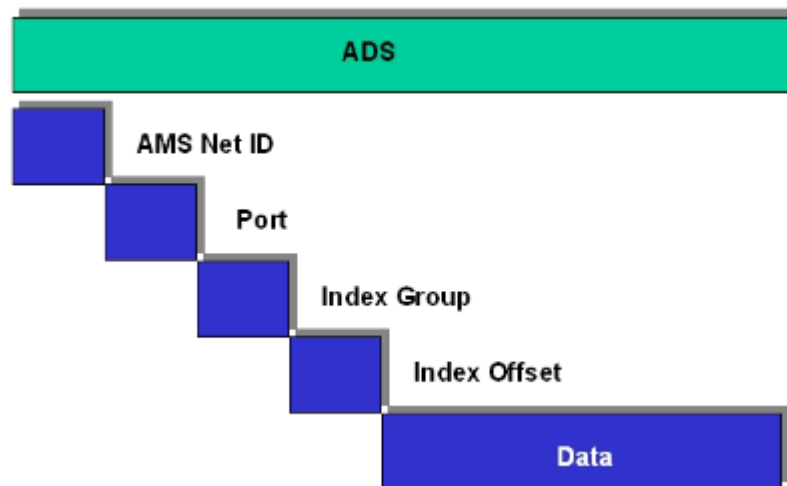 ADS
AMS Net ID
Port
Index Group
Index Offset
Data